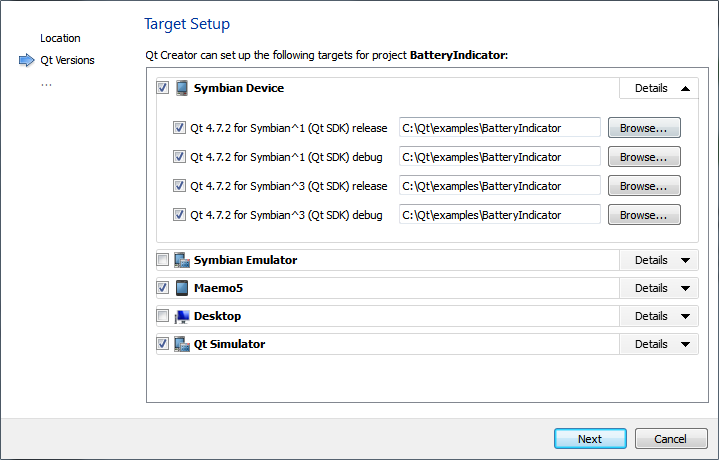 Target Setup
Location
Qt Versions
...
Qt Creator can set up the following targets for project BatteryIndicator:
Symbian Device Details
Qt 4.7.2 for Symbian^1 (Qt SDK) release C:\Qt\examples\BatteryIndicator Browse...
Qt 4.7.2 for Symbian^1 (Qt SDK) debug C:\Qt\examples\BatteryIndicator Browse...
Qt 4.7.2 for Symbian^3 (Qt SDK) release C:\Qt\examples\BatteryIndicator Browse...
Qt 4.7.2 for Symbian^3 (Qt SDK) debug C:\Qt\examples\BatteryIndicator Browse...
Symbian Emulator Details
Maemo5 Details
Desktop Details
Qt Simulator Details
Next Cancel